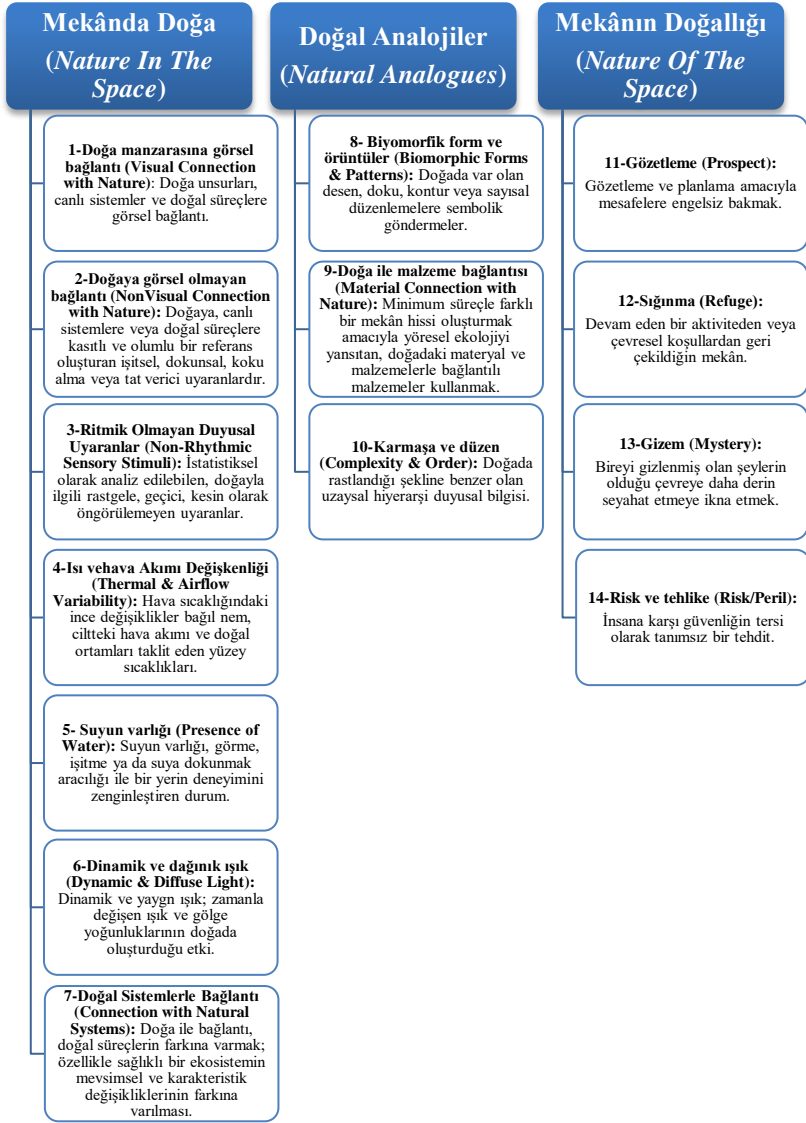 Mekânda Doğa
(Nature In The
Space)
1-Doğa manzarasına görsel
bağlantı (Visual Connection
with Nature): Doğa unsurları,
canlı sistemler ve doğal süreçlere
görsel bağlantı.
2-Doğaya görsel olmayan
bağlantı (NonVisual Connection
with Nature): Doğaya, canlı
sistemlere veya doğal süreçlere
kasıtlı ve olumlu bir referans
oluşturan işitsel, dokunsal, koku
alma veya tat verici uyaranlardır.
3-Ritmik Olmayan Duyusal
Uyaranlar (Non-Rhythmic
Sensory Stimuli): İstatistiksel
olarak analiz edilebilen, doğayla
ilgili rastgele, geçici, kesin olarak
öngörülemeyen uyaranlar.
4-Isı vehava Akımı Değişkenliği
(Thermal & Airflow
Variability): Hava sıcaklığındaki
ince değişiklikler bağıl nem,
ciltteki hava akımı ve doğal
ortamları taklit eden yüzey
sıcaklıkları.
5- Suyun varlığı (Presence of
Water): Suyun varlığı, görme,
işitme ya da suya dokunmak
aracılığı ile bir yerin deneyimini
zenginleştiren durum.
6-Dinamik ve dağınık ışık
(Dynamic & Diffuse Light):
Dinamik ve yaygn ışık; zamanla
değişen ışık ve gölge
yoğunluklarının doğada
oluşturduğu etki.
7-Doğal Sistemlerle Bağlantı
(Connection with Natural
Systems): Doğa ile bağlantı,
doğal süreçlerin farkına varmak;
özellikle sağlıklı bir ekosistemin
mevsimsel ve karakteristik
değişikliklerinin farkına
varılması.
Doğal Analojiler
(Natural Analogues)
8- Biyomorfik form ve
örüntüler (Biomorphic Forms
& Patterns): Doğada var olan
desen, doku, kontur veya sayısal
düzenlemelere sembolik
göndermeler.
9-Doğa ile malzeme bağlantısı
(Material Connection with
Nature): Minimum süreçle farklı
bir mekân hissi oluşturmak
amacıyla yöresel ekolojiyi
yansıtan, doğadaki materyal ve
malzemelerle bağlantılı
malzemeler kullanmak.
10-Karmaşa ve düzen
(Complexity & Order): Doğada
rastlandığı şekline benzer olan
uzaysal hiyerarşi duyusal bilgisi.
Mekânın Doğallığı
(Nature Of The
Space)
11-Gözetleme (Prospect):
Gözetleme ve planlama amacıyla
mesafelere engelsiz bakmak.
12-Sığınma (Refuge):
Devam eden bir aktiviteden veya
çevresel koşullardan geri
çekildiğin mekân.
13-Gizem (Mystery):
Bireyi gizlenmiş olan şeylerin
olduğu çevreye daha derin
seyahat etmeye ikna etmek.
14-Risk ve tehlike (Risk/Peril):
İnsana karşı güvenliğin tersi
olarak tanımsız bir tehdit.